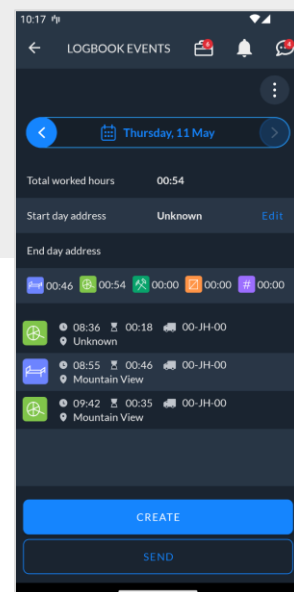 10:17
LOGBOOK EVENTS
Thursday, 11 May
Total worked hours 00:54
Start day address Unknown Edit
End day address
00:46 00:54 00:00 00:00 # 00:00
08:36 00:18 00-JH-00
Unknown
08:55 00:46 00-JH-00
Mountain View
09:42 00:35 00-JH-00
Mountain View
CREATE
SEND